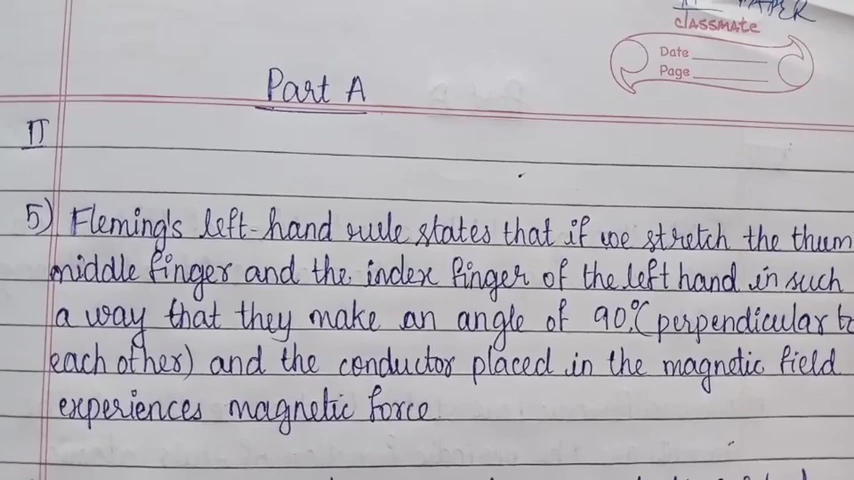 PAPER
classmate
Date
Page
Part A
II
5) Fleming's left-hand rule states that if we stretch the thum
middle finger and the index finger of the left hand in such
a way that they make an angle of 90° (perpendicular to
each other) and the conductor placed in the magnetic field
experiences magnetic force